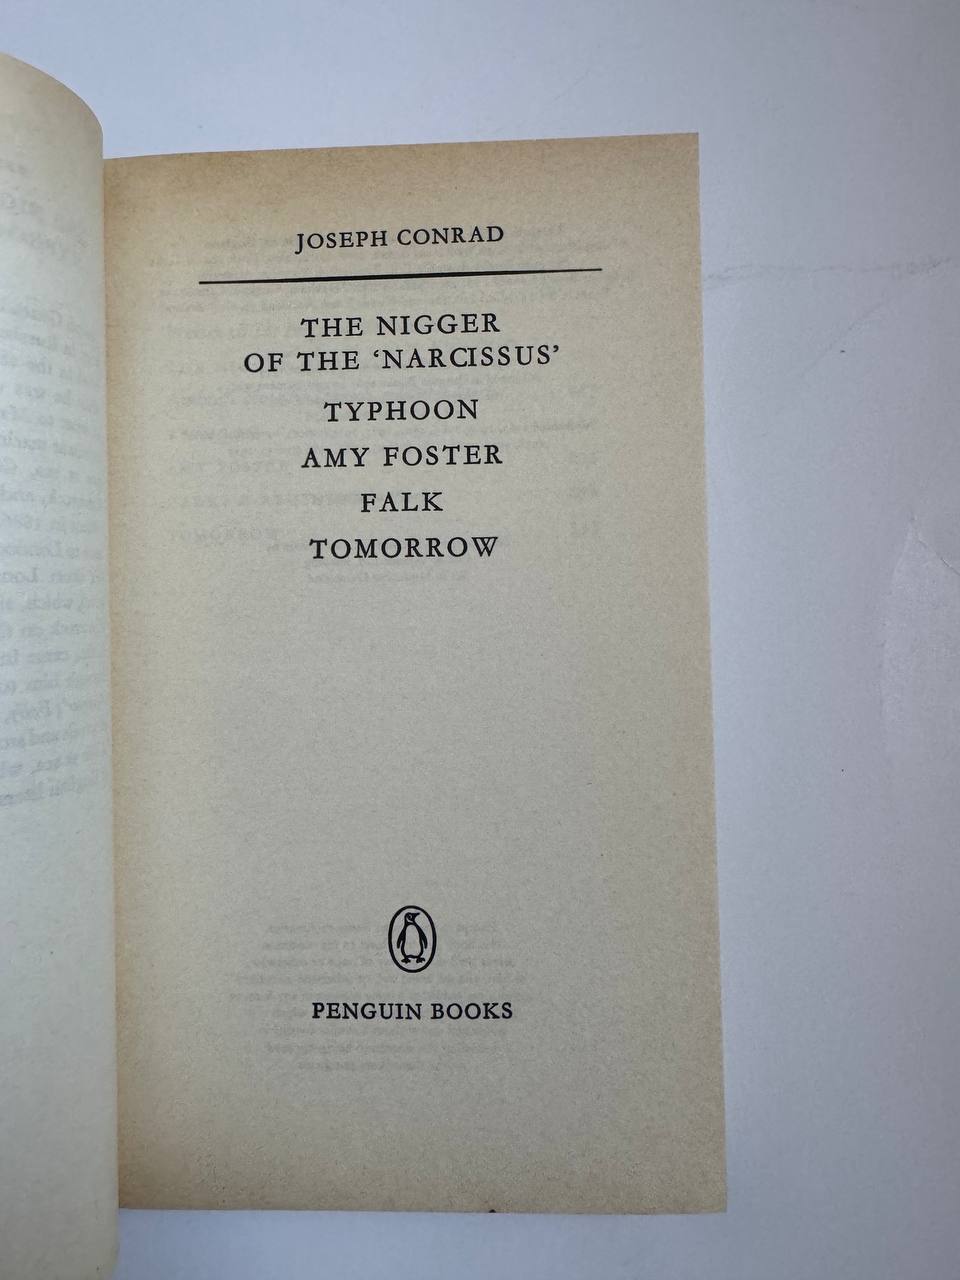 JOSEPH CONRAD
THE NIGGER
OF THE ‘NARCISSUS’
TYPHOON
AMY FOSTER
FALK
TOMORROW
PENGUIN BOOKS